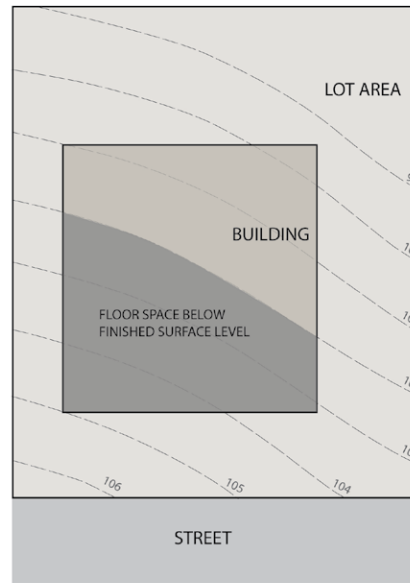 LOT AREA
BUILDING
FLOOR SPACE BELOW
FINISHED SURFACE LEVEL
106
105
104
STREET